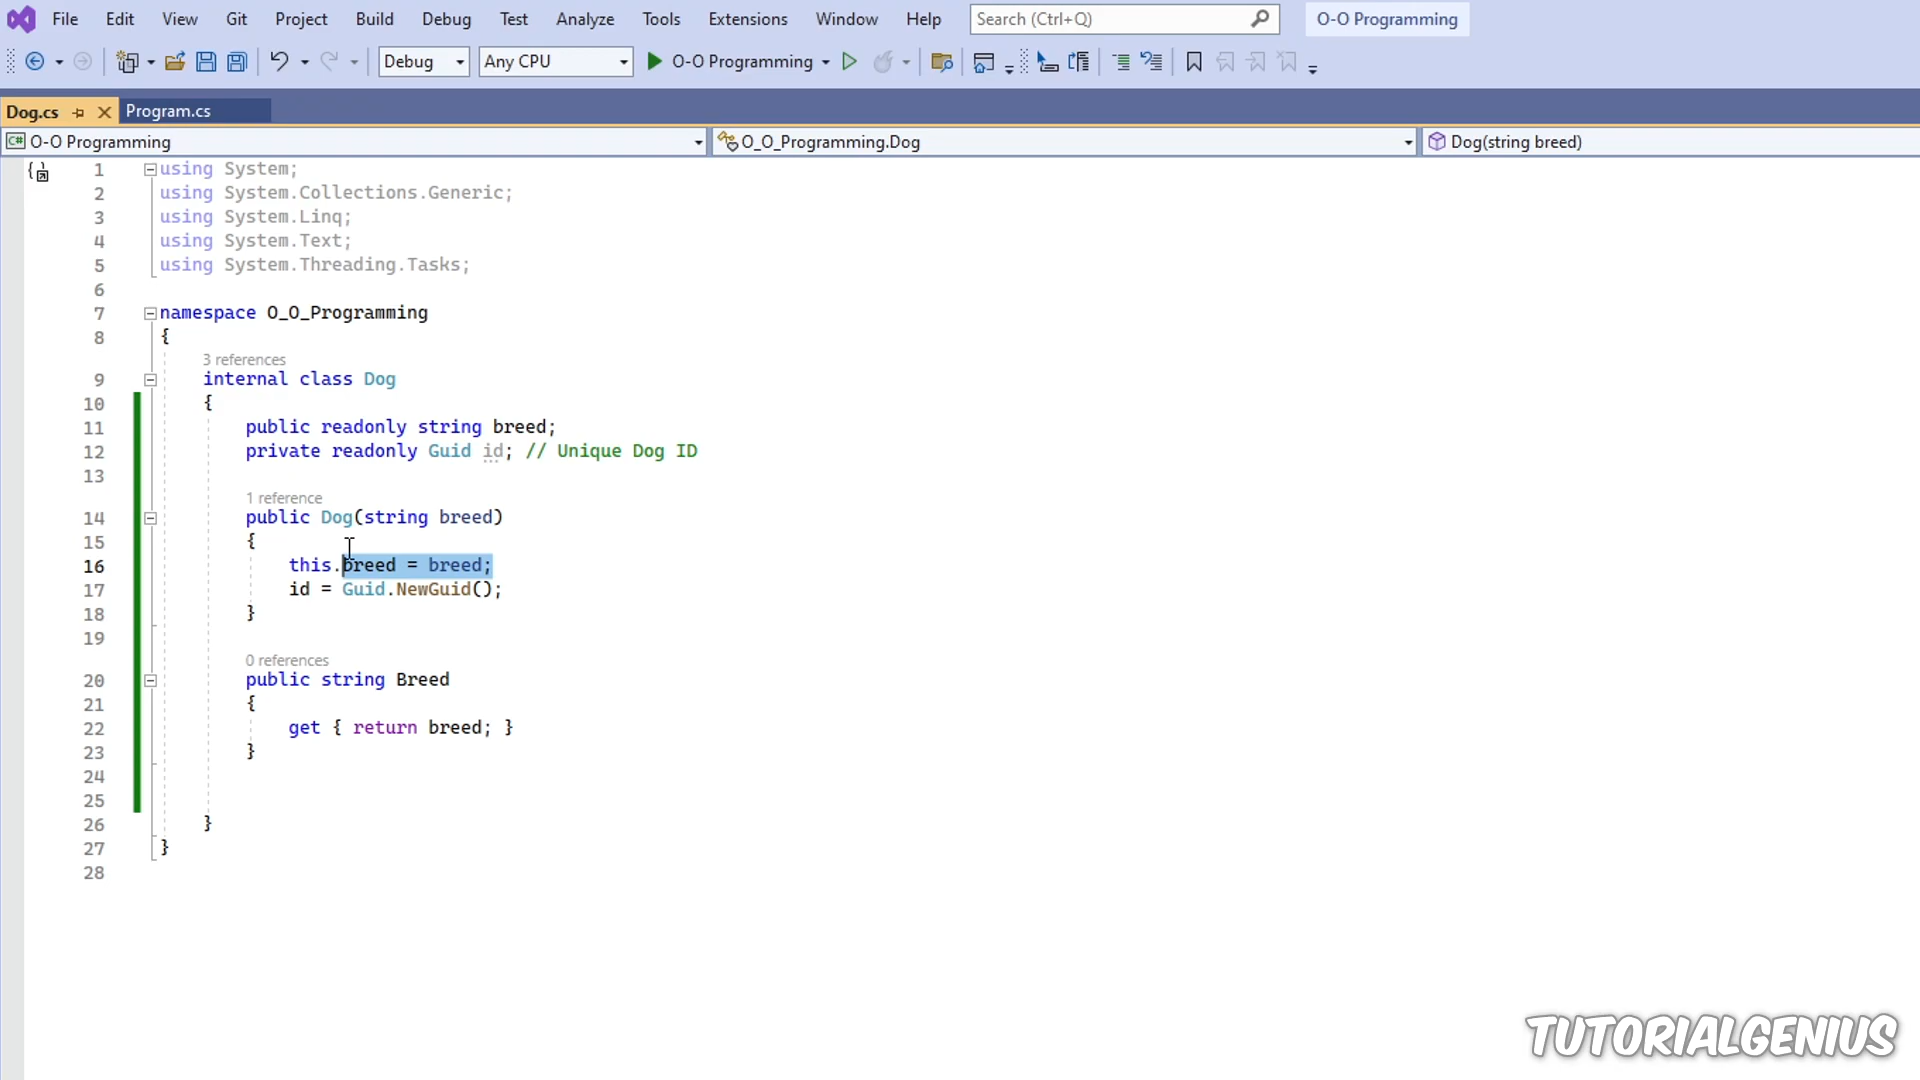 File Edit View Git Project Build Debug Test Analyze Tools Extensions Window Help Search (Ctrl+Q) O-O Programming
Debug Any CPU O-O Programming
Dog.cs Program.cs
C# O-O Programming O_O_Programming.Dog Dog(string breed)
1 using System;
2 using System.Collections.Generic;
3 using System.Linq;
4 using System.Text;
5 using System.Threading.Tasks;
6
7 namespace O_O_Programming
8 {
3 references
9 internal class Dog
10 {
11 public readonly string breed;
12 private readonly Guid id; // Unique Dog ID
13
1 reference
14 public Dog(string breed)
15 {
16 this.breed = breed;
17 id = Guid.NewGuid();
18 }
19
0 references
20 public string Breed
21 {
22 get { return breed; }
23 }
24
25
26 }
27 }
28
TUTORIALGENIUS